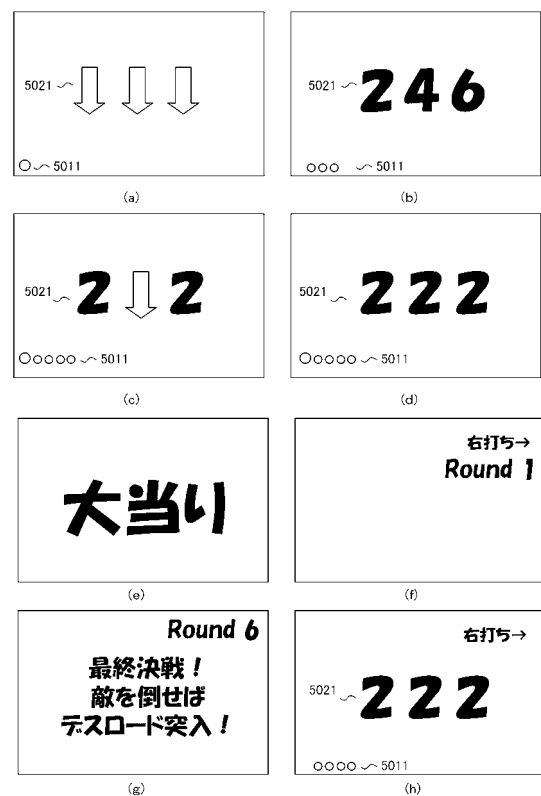 5021
5011
(a)
5021
246
5011
(b)
5021
2 2
5011
(c)
5021
222
5011
(d)
大当り
(e)
右打ち→
Round 1
(f)
Round 6
最終決戦！
敵を倒せば
デスロード突入！
(g)
右打ち→
5021
222
5011
(h)